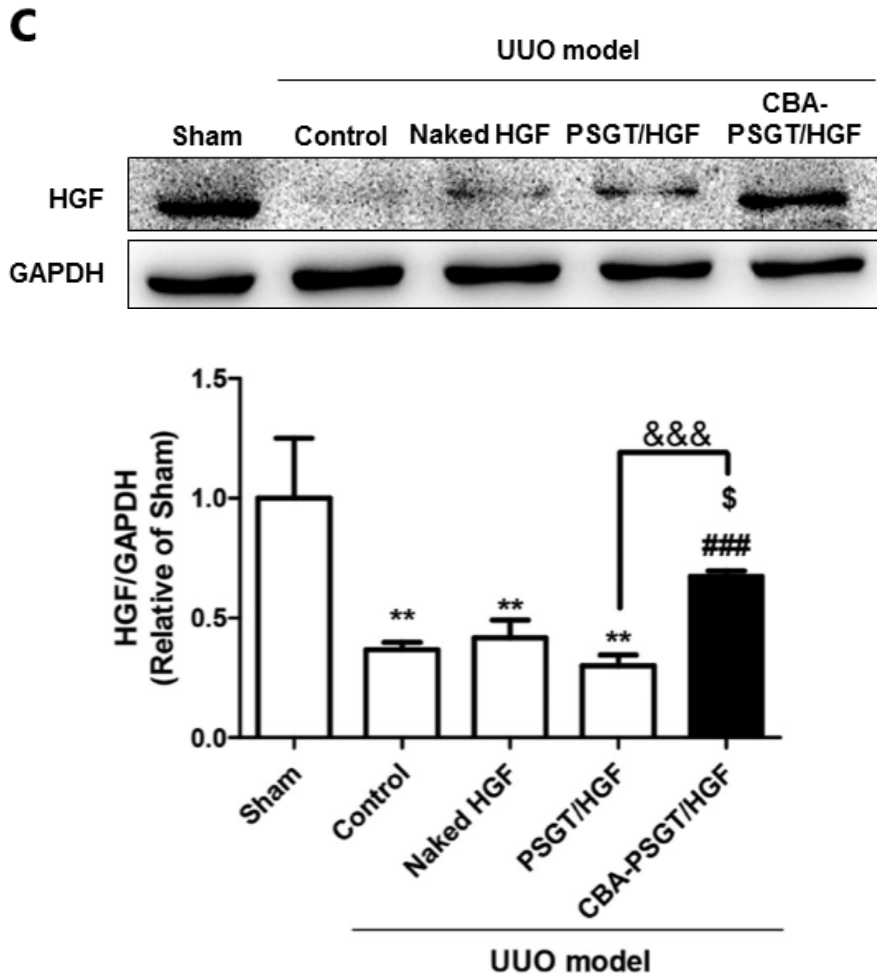 C
UUO model
Sham Control Naked HGF PSGT/HGF CBA-
PSGT/HGF
HGF
GAPDH
HGF/GAPDH
(Relative of Sham)
1.5
1.0
0.5
0.0
&&&
$
###
**
**
**
Sham
Control
Naked HGF
PSGT/HGF
CBA-PSGT/HGF
UUO model